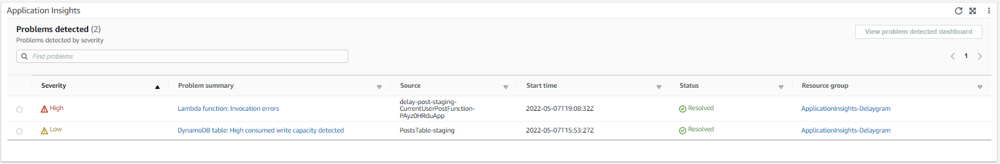 Application Insights
Problems detected (2)
View problem detected dashboard
Problems detected by severity
Find problems
1
Severity Problem summary Source Start time Status Resource group
High Lambda function: Invocation errors delay-post-staging-
CurrentUserPostFunction-
PAyz0HRduApp 2022-05-07T19:08:32Z Resolved ApplicationInsights-Delaygram
Low DynamoDB table: High consumed write capacity detected PostsTable-staging 2022-05-07T15:53:27Z Resolved ApplicationInsights-Delaygram